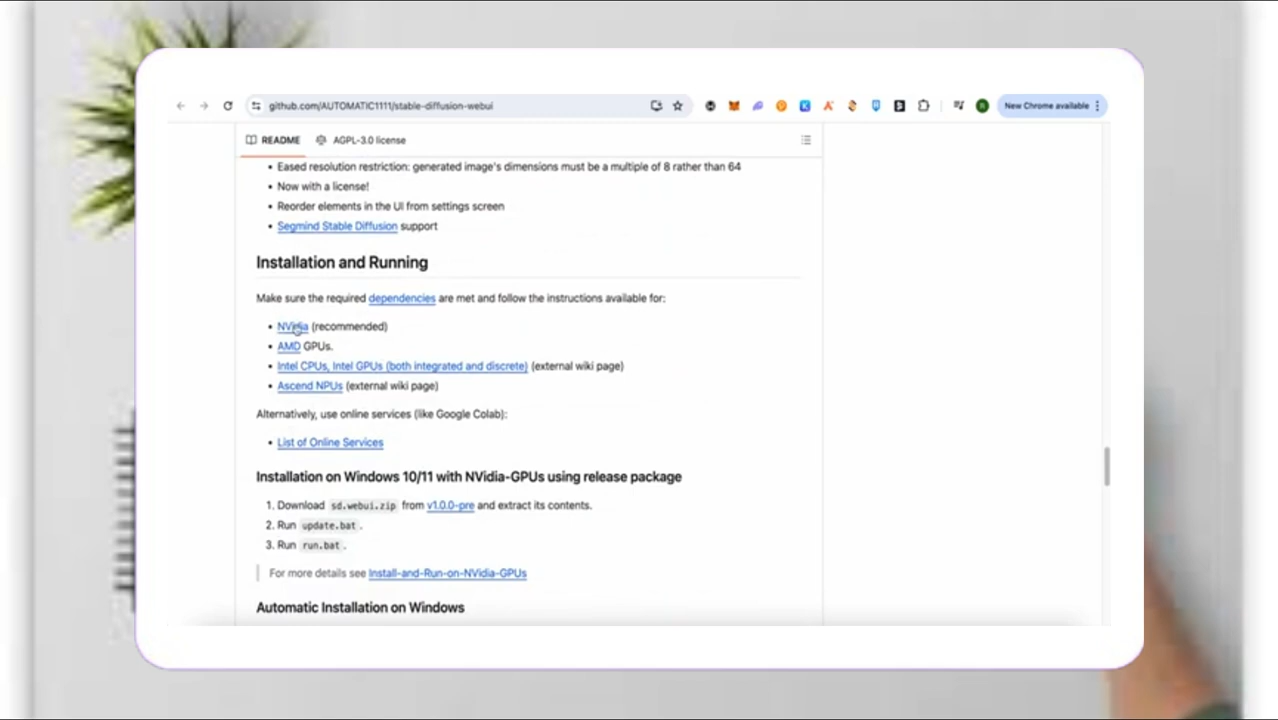 github.com/AUTOMATIC1111/stable-diffusion-webui
New Chrome available
README
AGPL-3.0 license
Eased resolution restriction: generated image's dimensions must be a multiple of 8 rather than 64
Now with a license!
Reorder elements in the UI from settings screen
Segmind Stable Diffusion support
Installation and Running
Make sure the required dependencies are met and follow the instructions available for:
NVidia (recommended)
AMD GPUs.
Intel CPUs, Intel GPUs (both integrated and discrete) (external wiki page)
Ascend NPUs (external wiki page)
Alternatively, use online services (like Google Colab):
List of Online Services
Installation on Windows 10/11 with NVidia-GPUs using release package
1. Download sd.webui.zip from v1.0.0-pre and extract its contents.
2. Run update.bat.
3. Run run.bat.
For more details see Install-and-Run-on-NVidia-GPUs
Automatic Installation on Windows